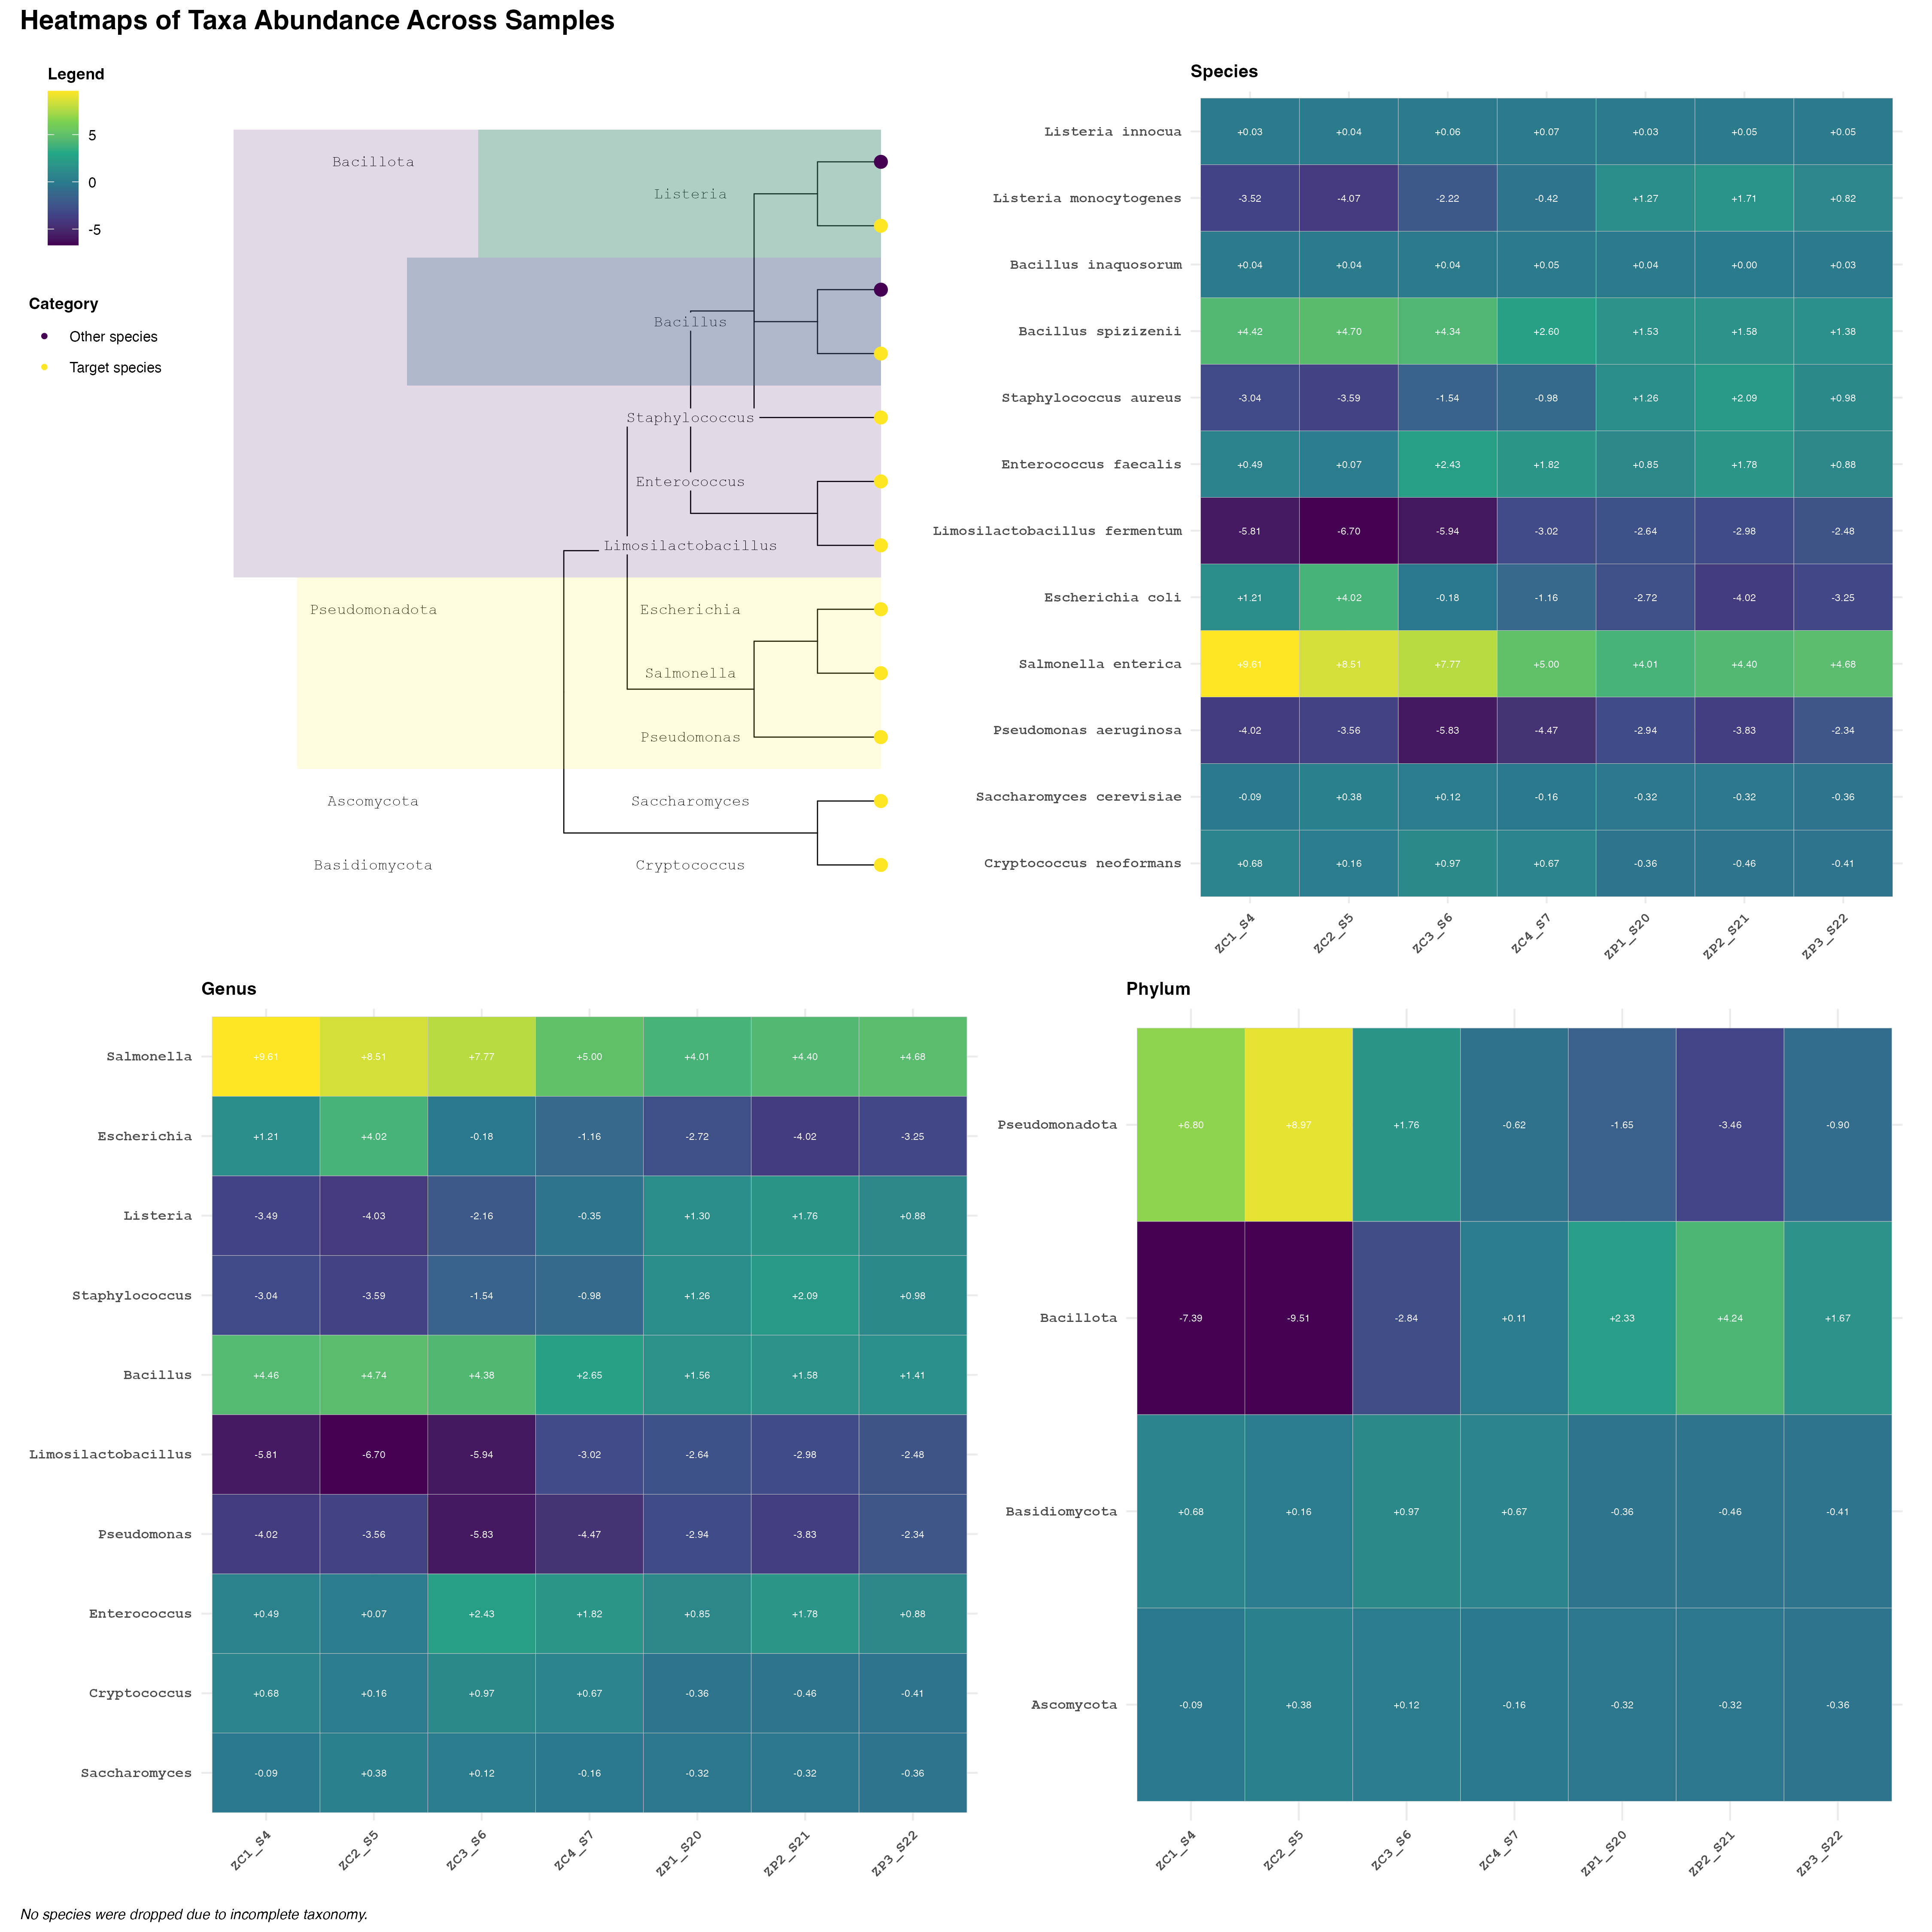 Heatmaps of Taxa Abundance Across Samples
Legend
5
0
-5
Category
Other species
Target species
Bacillota
Listeria
Bacillus
Staphylococcus
Enterococcus
Limosilactobacillus
Pseudomonadota
Escherichia
Salmonella
Pseudomonas
Ascomycota
Saccharomyces
Basidiomycota
Cryptococcus
Species
Listeria innocua +0.03 +0.04 +0.06 +0.07 +0.03 +0.05 +0.05
Listeria monocytogenes -3.52 -4.07 -2.22 -0.42 +1.27 +1.71 +0.82
Bacillus inaquosorum +0.04 +0.04 +0.04 +0.05 +0.04 +0.00 +0.03
Bacillus spizizenii +4.42 +4.70 +4.34 +2.60 +1.53 +1.58 +1.38
Staphylococcus aureus -3.04 -3.59 -1.54 -0.98 +1.26 +2.09 +0.98
Enterococcus faecalis +0.49 +0.07 +2.43 +1.82 +0.85 +1.78 +0.88
Limosilactobacillus fermentum -5.81 -6.70 -5.94 -3.02 -2.64 -2.98 -2.48
Escherichia coli +1.21 +4.02 -0.18 -1.16 -2.72 -4.02 -3.25
Salmonella enterica +9.61 +8.51 +7.77 +5.00 +4.01 +4.40 +4.68
Pseudomonas aeruginosa -4.02 -3.56 -5.83 -4.47 -2.94 -3.83 -2.34
Saccharomyces cerevisiae -0.09 +0.38 +0.12 -0.16 -0.32 -0.32 -0.36
Cryptococcus neoformans +0.68 +0.16 +0.97 +0.67 -0.36 -0.46 -0.41
ZC1_S4 ZC2_S5 ZC3_S6 ZC4_S7 ZP1_S20 ZP2_S21 ZP3_S22
Genus
Salmonella +9.61 +8.51 +7.77 +5.00 +4.01 +4.40 +4.68
Escherichia +1.21 +4.02 -0.18 -1.16 -2.72 -4.02 -3.25
Listeria -3.49 -4.03 -2.16 -0.35 +1.30 +1.76 +0.88
Staphylococcus -3.04 -3.59 -1.54 -0.98 +1.26 +2.09 +0.98
Bacillus +4.46 +4.74 +4.38 +2.65 +1.56 +1.58 +1.41
Limosilactobacillus -5.81 -6.70 -5.94 -3.02 -2.64 -2.98 -2.48
Pseudomonas -4.02 -3.56 -5.83 -4.47 -2.94 -3.83 -2.34
Enterococcus +0.49 +0.07 +2.43 +1.82 +0.85 +1.78 +0.88
Cryptococcus +0.68 +0.16 +0.97 +0.67 -0.36 -0.46 -0.41
Saccharomyces -0.09 +0.38 +0.12 -0.16 -0.32 -0.32 -0.36
ZC1_S4 ZC2_S5 ZC3_S6 ZC4_S7 ZP1_S20 ZP2_S21 ZP3_S22
Phylum
Pseudomonadota +6.80 +8.97 +1.76 -0.62 -1.65 -3.46 -0.90
Bacillota -7.39 -9.51 -2.84 +0.11 +2.33 +4.24 +1.67
Basidiomycota +0.68 +0.16 +0.97 +0.67 -0.36 -0.46 -0.41
Ascomycota -0.09 +0.38 +0.12 -0.16 -0.32 -0.32 -0.36
ZC1_S4 ZC2_S5 ZC3_S6 ZC4_S7 ZP1_S20 ZP2_S21 ZP3_S22
No species were dropped due to incomplete taxonomy.